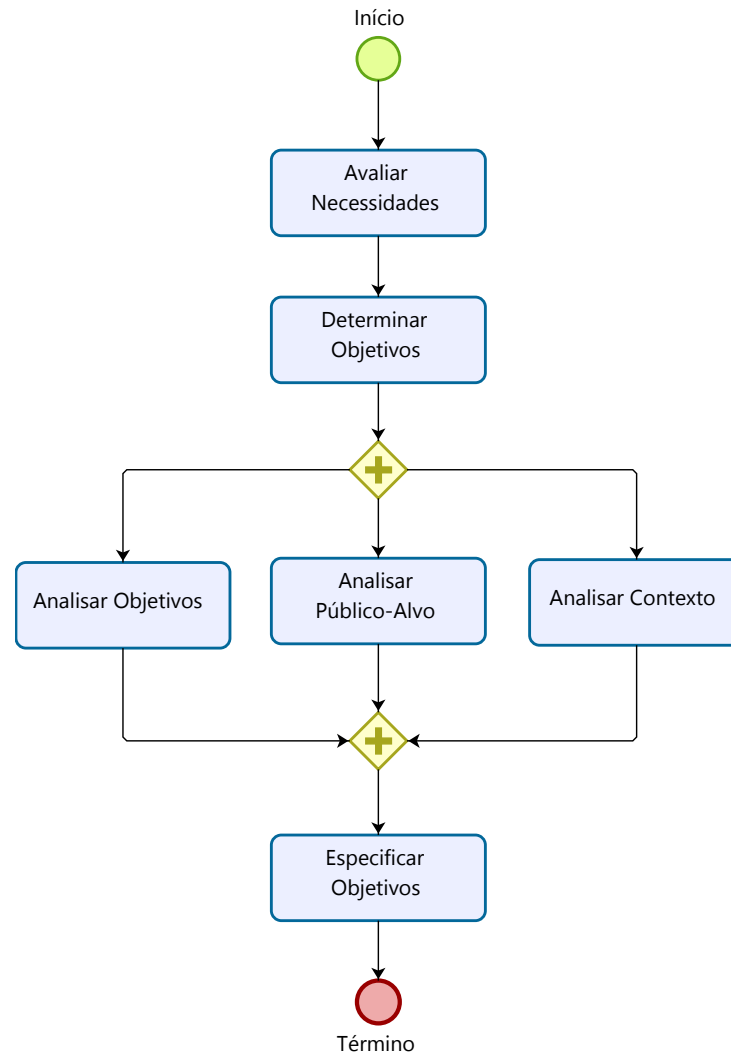 Início
Avaliar
Necessidades
Determinar
Objetivos
Analisar Objetivos
Analisar
Público-Alvo
Analisar Contexto
Especificar
Objetivos
Término